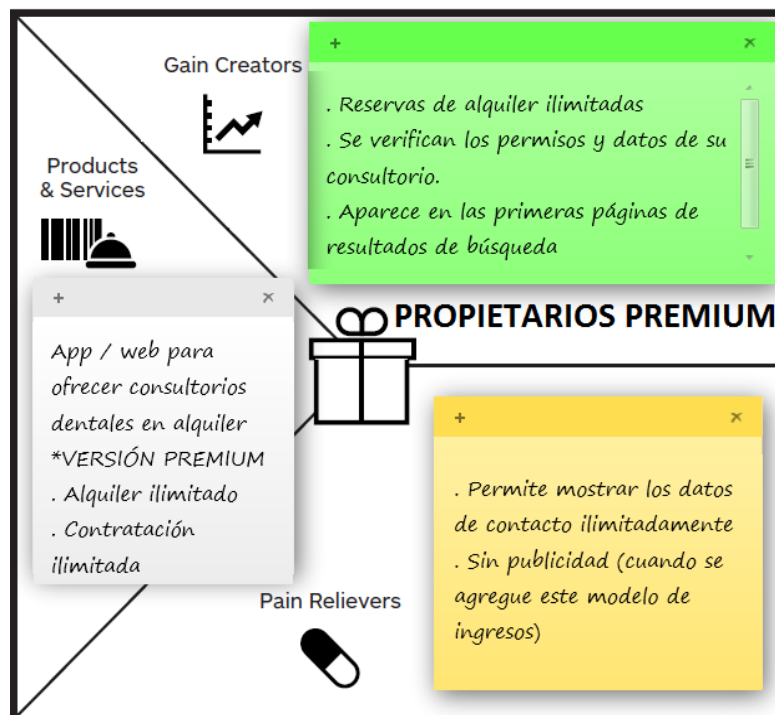 Gain Creators
+
×
. Reservas de alquiler ilimitadas
. Se verifican los permisos y datos de su
consultorio.
. Aparece en las primeras páginas de
resultados de búsqueda
Products
& Services
+
×
App / web para
ofrecer consultorios
dentales en alquiler
*VERSIÓN PREMIUM
. Alquiler ilimitado
. Contratación
ilimitada
PROPIETARIOS PREMIUM
+
×
. Permite mostrar los datos
de contacto ilimitadamente
. Sin publicidad (cuando se
agregue este modelo de
ingresos)
Pain Relievers